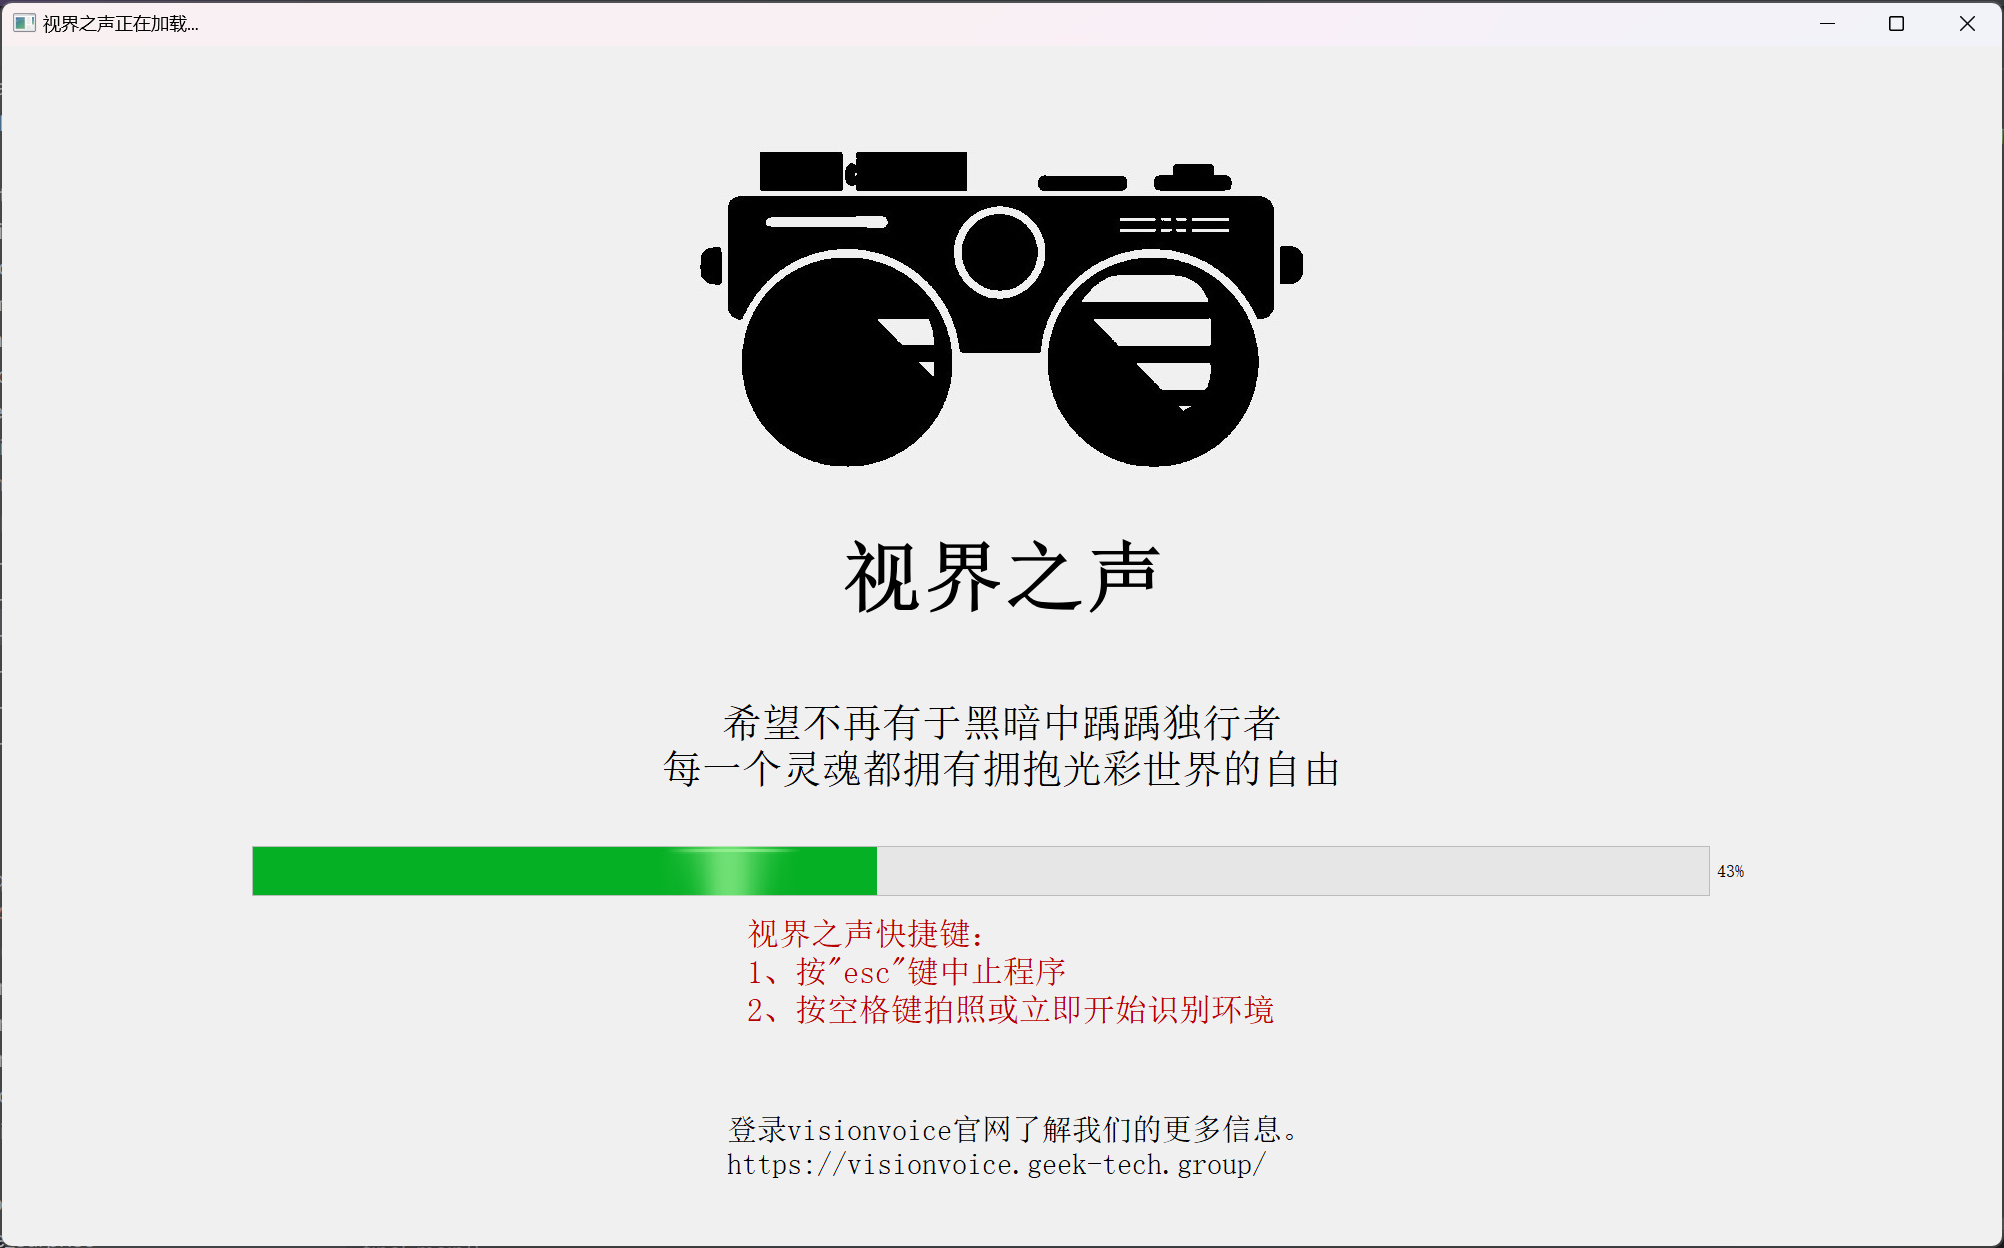 视界之声正在加载...
视界之声
希望不再有于黑暗中踽踽独行者
每一个灵魂都拥有拥抱光彩世界的自由
43%
视界之声快捷键：
1、按"esc"键中止程序
2、按空格键拍照或立即开始识别环境
登录visionvoice官网了解我们的更多信息。
https://visionvoice.geek-tech.group/